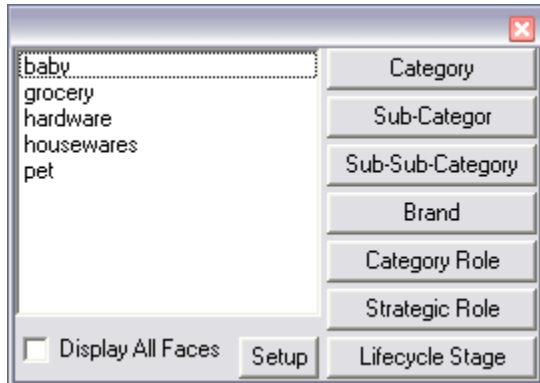 baby
grocery
hardware
housewares
pet
Category
Sub-Categor
Sub-Sub-Category
Brand
Category Role
Strategic Role
Lifecycle Stage
Display All Faces
Setup